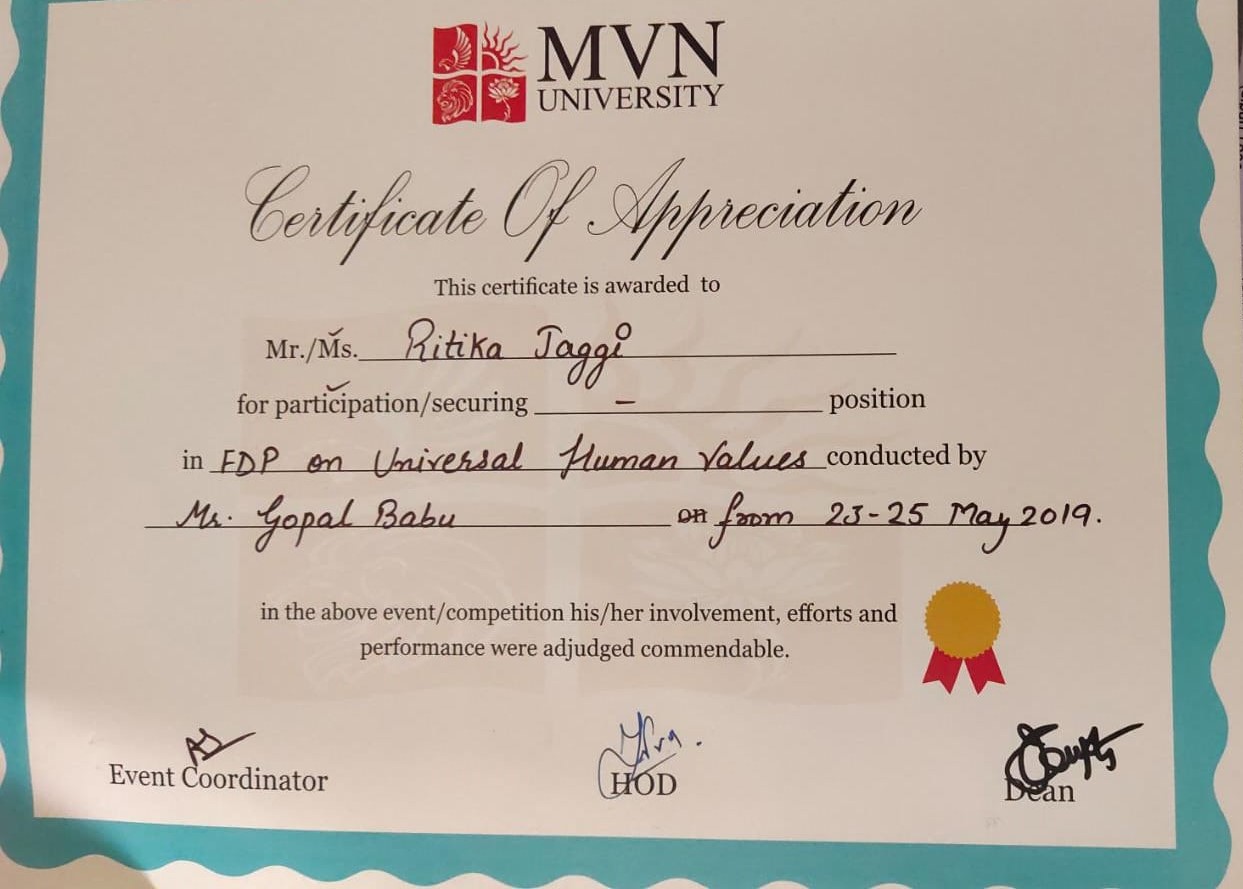 MVN
UNIVERSITY
Certificate Of Appreciation
This certificate is awarded to
Mr./Ms. Ritika Jaggi
for participation/securing - position
in FDP on Universal Human Values conducted by
Mr. Gopal Babu on from 23-25 May 2019.
in the above event/competition his/her involvement, efforts and
performance were adjudged commendable.
Event Coordinator HOD Dean